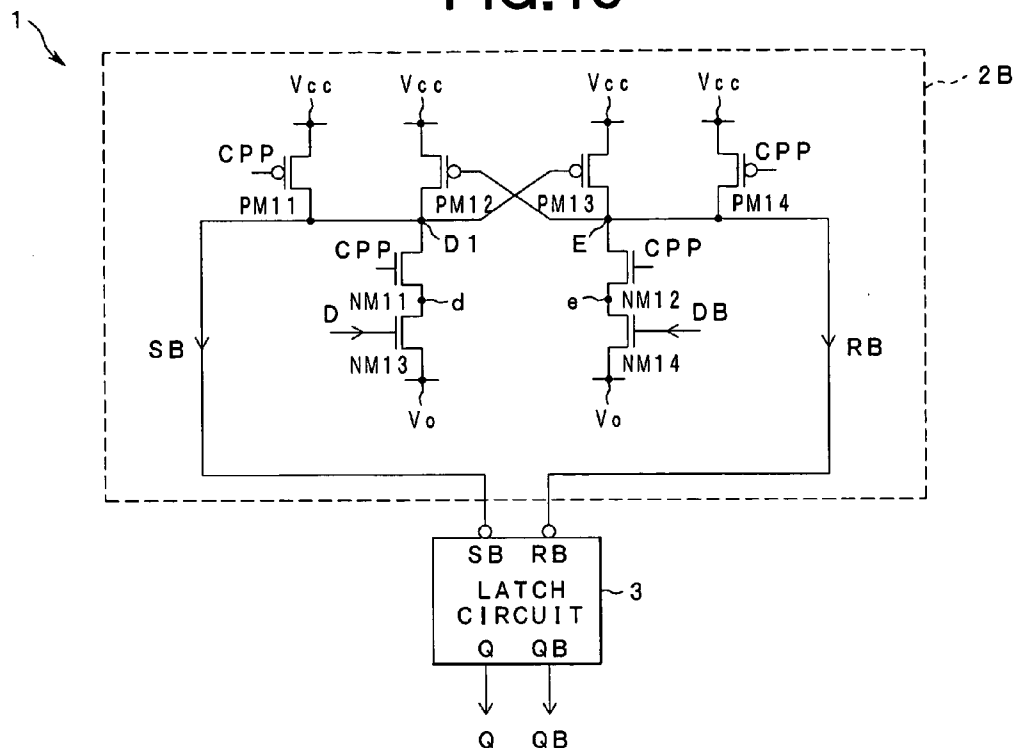 1
2B
Vcc Vcc Vcc Vcc
CPP CPP
PM11 PM12 PM13 PM14
D1 E
CPP CPP
NM11 d e NM12
D DB
SB NM13 NM14 RB
Vo Vo
SB RB
LATCH 3
CIRCUIT
Q QB
Q QB